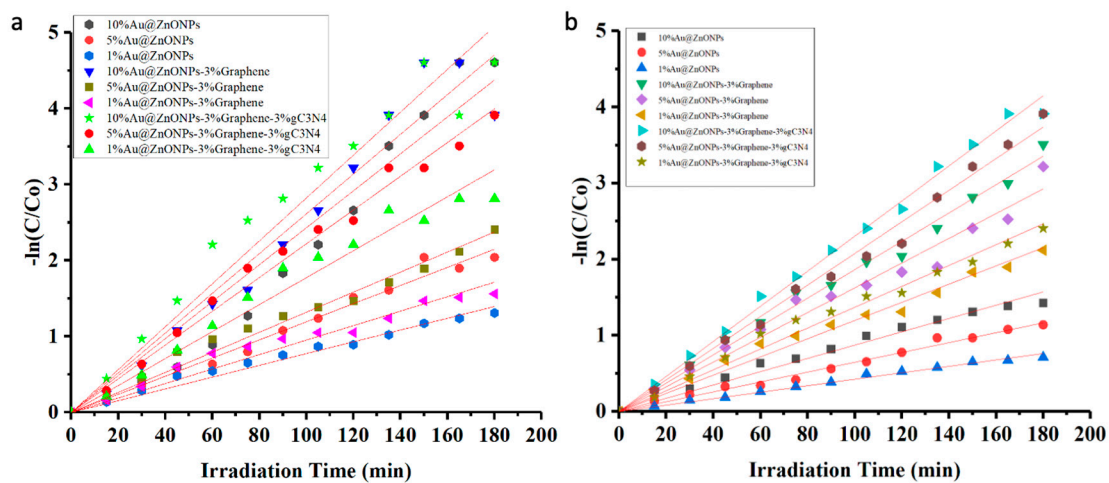 a
10%Au@ZnONPs
5%Au@ZnONPs
1%Au@ZnONPs
10%Au@ZnONPs-3%Graphene
5%Au@ZnONPs-3%Graphene
1%Au@ZnONPs-3%Graphene
10%Au@ZnONPs-3%Graphene-3%gC3N4
5%Au@ZnONPs-3%Graphene-3%gC3N4
1%Au@ZnONPs-3%Graphene-3%gC3N4
-5
-4
3
2
1
-0
-ln(C/Co)
0 20 40 60 80 100 120 140 160 180 200
Irradiation Time (min)
b
10%Au@ZnONPs
5%Au@ZnONPs
1%Au@ZnONPs
10%Au@ZnONPs-3%Graphene
5%Au@ZnONPs-3%Graphene
1%Au@ZnONPs-3%Graphene
10%Au@ZnONPs-3%Graphene-3%gC3N4
5%Au@ZnONPs-3%Graphene-3%gC3N4
1%Au@ZnONPs-3%Graphene-3%gC3N4
-5
-4
3
2
1
-0
-ln(C/Co)
0 20 40 60 80 100 120 140 160 180 200
Irradiation Time (min)